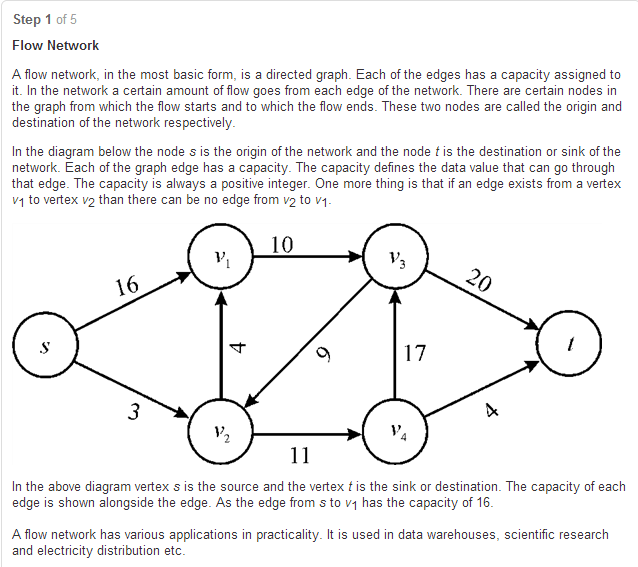 Step 1 of 5
Flow Network
A flow network, in the most basic form, is a directed graph. Each of the edges has a capacity assigned to
it. In the network a certain amount of flow goes from each edge of the network. There are certain nodes in
the graph from which the flow starts and to which the flow ends. These two nodes are called the origin and
destination of the network respectively.
In the diagram below the node s is the origin of the network and the node t is the destination or sink of the
network. Each of the graph edge has a capacity. The capacity defines the data value that can go through
that edge. The capacity is always a positive integer. One more thing is that if an edge exists from a vertex
v1 to vertex v2 than there can be no edge from v2 to v1.
10
v1
v3
16
20
s
4
9
17
t
3
4
v2
v4
11
In the above diagram vertex s is the source and the vertex t is the sink or destination. The capacity of each
edge is shown alongside the edge. As the edge from s to v1 has the capacity of 16.
A flow network has various applications in practicality. It is used in data warehouses, scientific research
and electricity distribution etc.